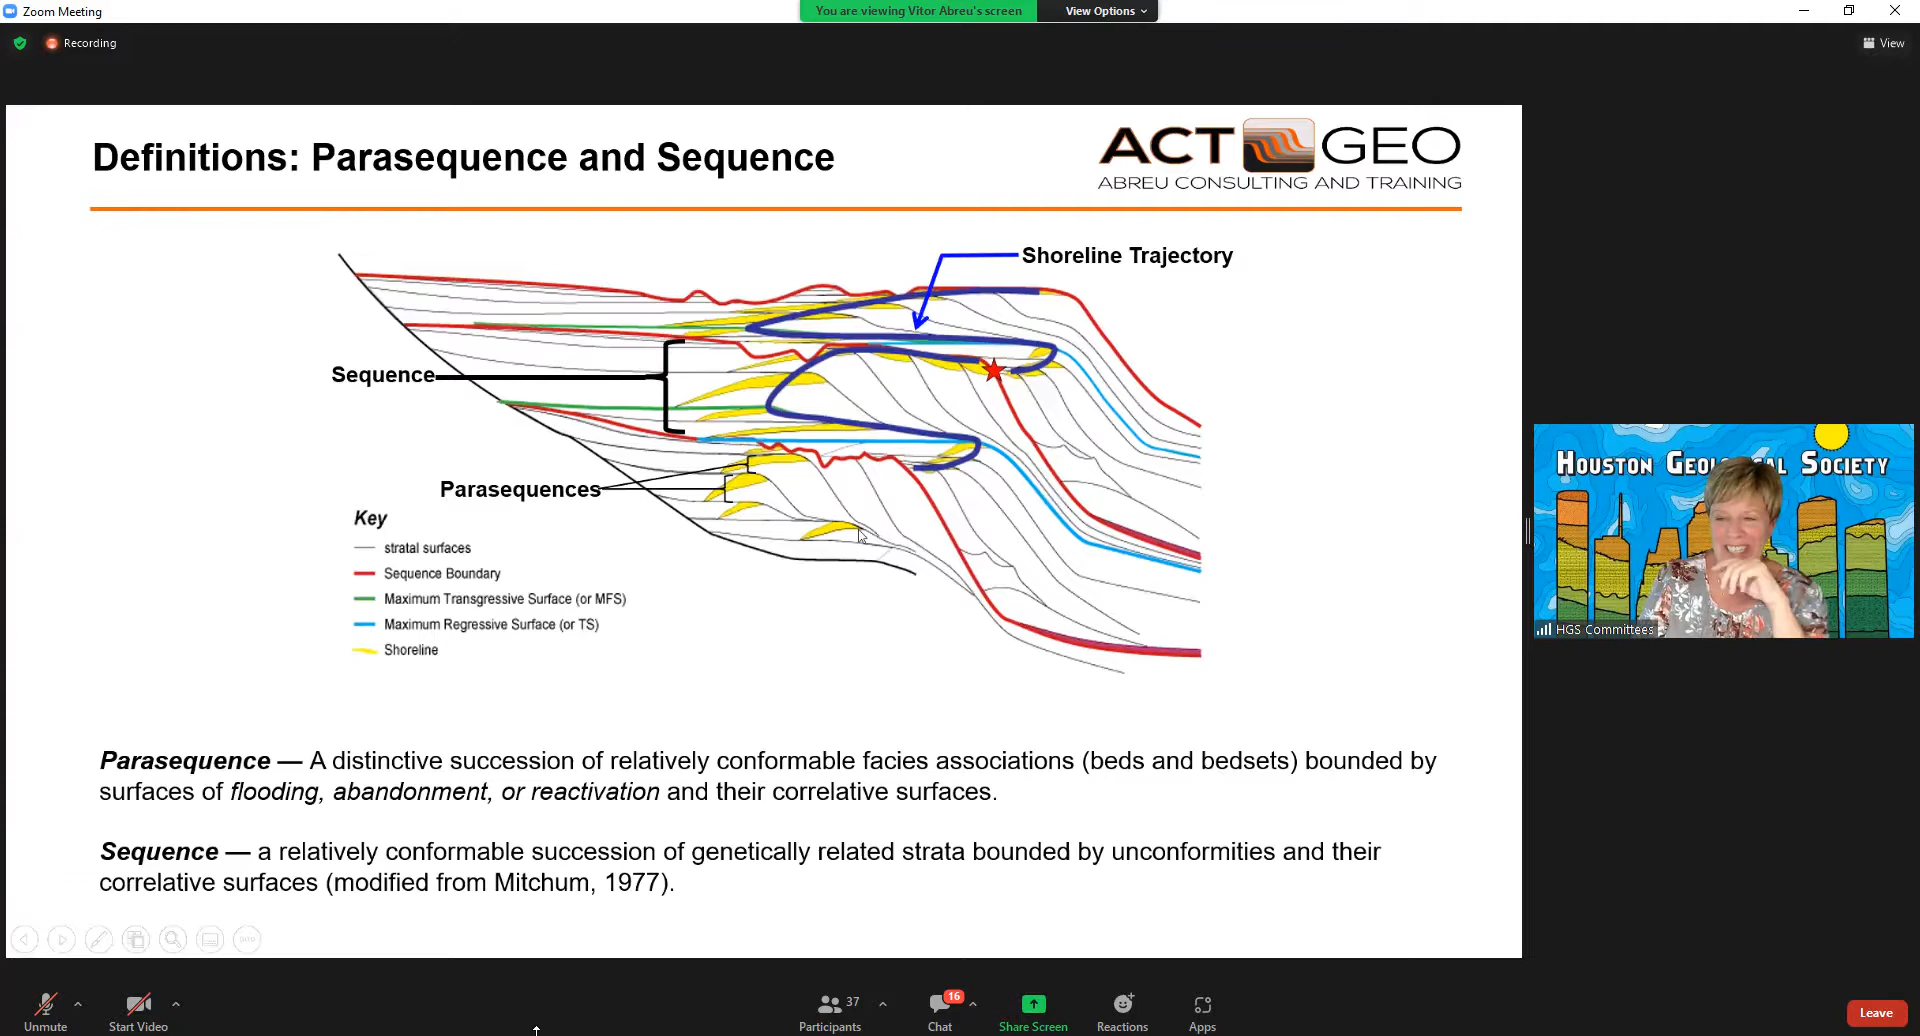 Zoom Meeting
You are viewing Vitor Abreu's screen
View Options
Recording
View
Definitions: Parasequence and Sequence
ACT GEO
ABREU CONSULTING AND TRAINING
Shoreline Trajectory
Sequence
Parasequences
Key
stratal surfaces
Sequence Boundary
Maximum Transgressive Surface (or MFS)
Maximum Regressive Surface (or TS)
Shoreline
Parasequence — A distinctive succession of relatively conformable facies associations (beds and bedsets) bounded by
surfaces of flooding, abandonment, or reactivation and their correlative surfaces.
Sequence — a relatively conformable succession of genetically related strata bounded by unconformities and their
correlative surfaces (modified from Mitchum, 1977).
HGS Committees
Unmute
Start Video
37
Participants
16
Chat
Share Screen
Reactions
Apps
Leave